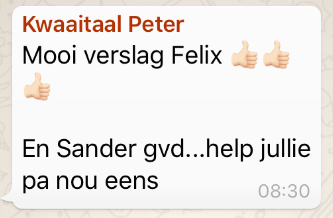 Kwaaitaal Peter
Mooi verslag Felix 👍🏻👍🏻
👍🏻
En Sander gvd...help jullie
pa nou eens
08:30